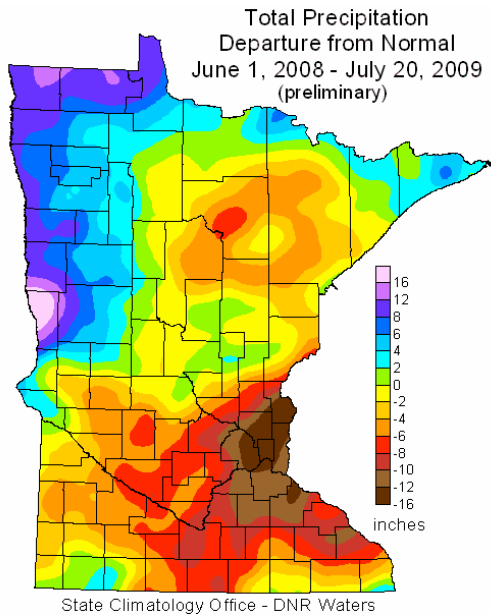 Total Precipitation
Departure from Normal
June 1, 2008 - July 20, 2009
(preliminary)
16
12
8
6
4
2
0
-2
-4
-6
-8
-10
-12
-16
inches
State Climatology Office - DNR Waters